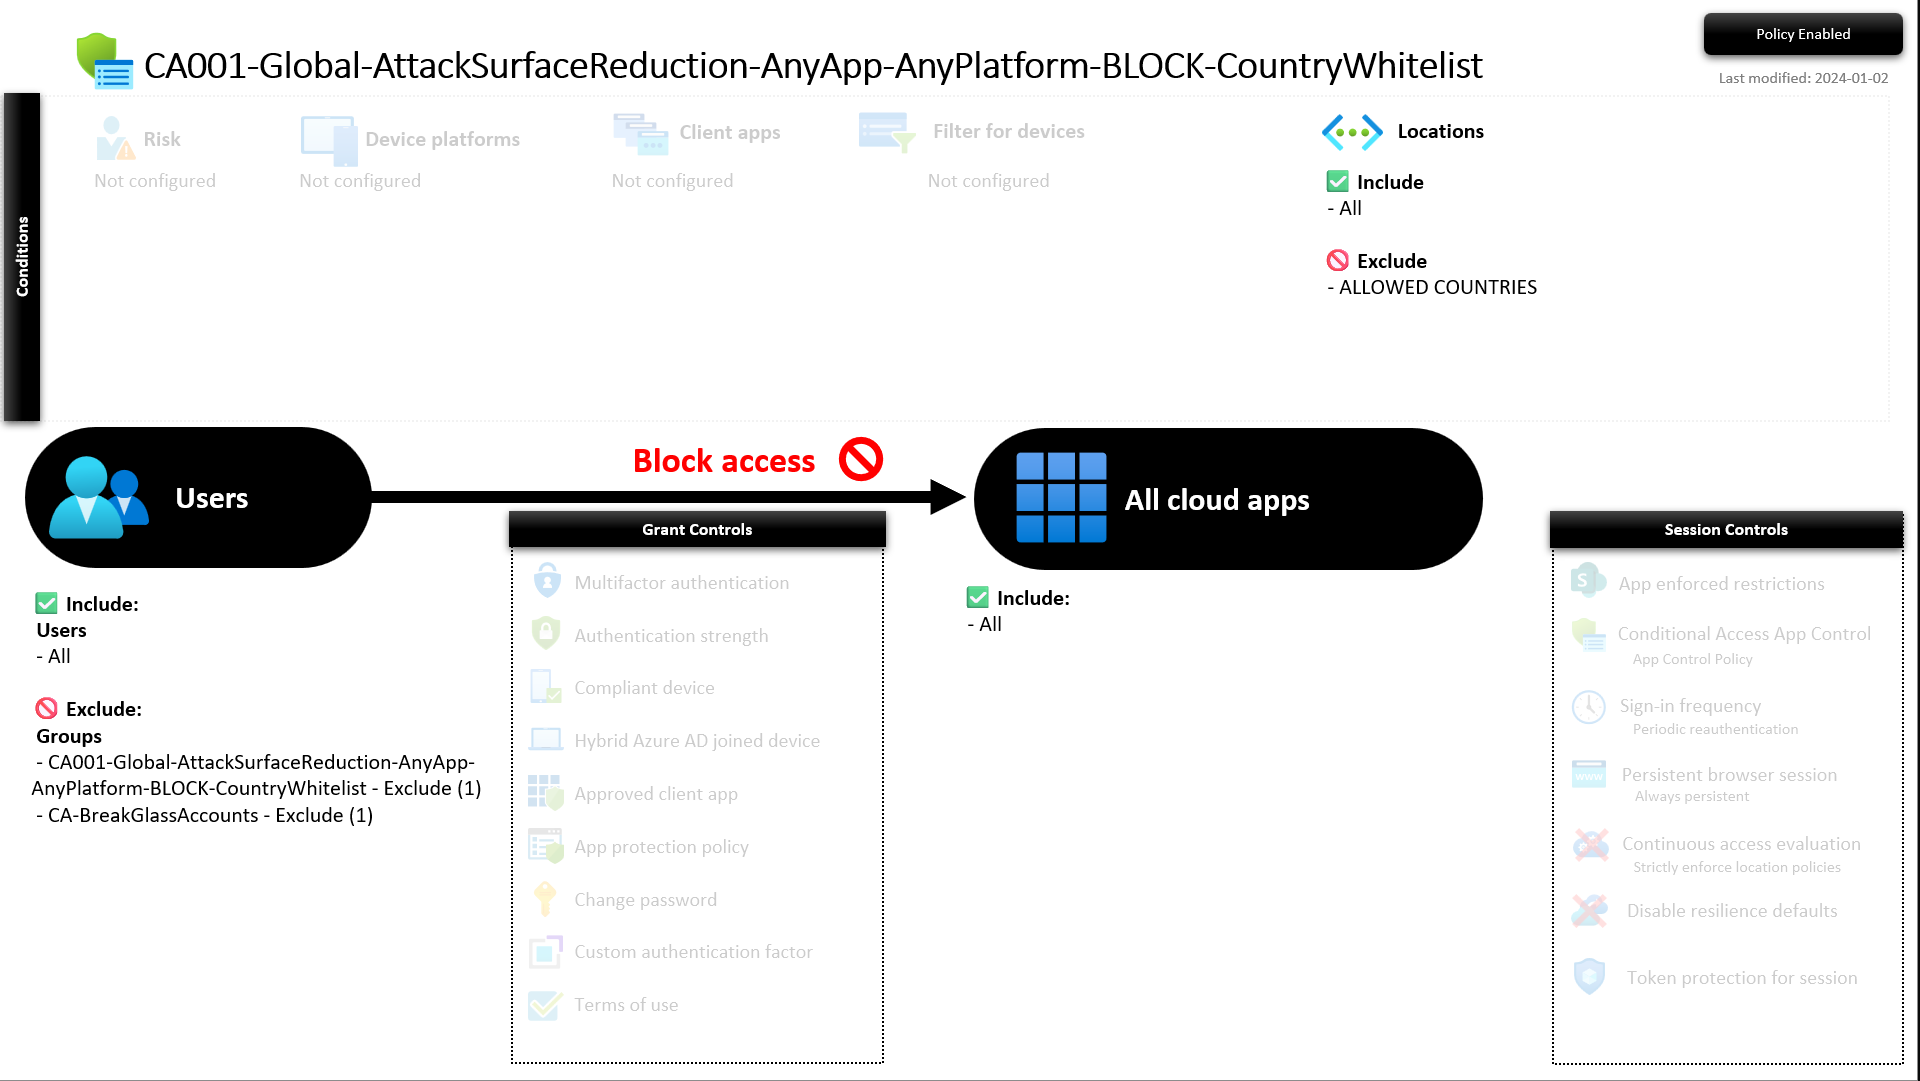 CA001-Global-AttackSurfaceReduction-AnyApp-AnyPlatform-BLOCK-CountryWhitelist
Policy Enabled
Last modified: 2024-01-02
Conditions
Risk
Not configured
Device platforms
Not configured
Client apps
Not configured
Filter for devices
Not configured
Locations
Include
- All
Exclude
- ALLOWED COUNTRIES
Users
Block access
All cloud apps
Include:
Users
- All
Exclude:
Groups
- CA001-Global-AttackSurfaceReduction-AnyApp-
AnyPlatform-BLOCK-CountryWhitelist - Exclude (1)
- CA-BreakGlassAccounts - Exclude (1)
Grant Controls
Multifactor authentication
Authentication strength
Compliant device
Hybrid Azure AD joined device
Approved client app
App protection policy
Change password
Custom authentication factor
Terms of use
Include:
- All
Session Controls
S
App enforced restrictions
Conditional Access App Control
App Control Policy
Sign-in frequency
Periodic reauthentication
www
Persistent browser session
Always persistent
Continuous access evaluation
Strictly enforce location policies
Disable resilience defaults
Token protection for session